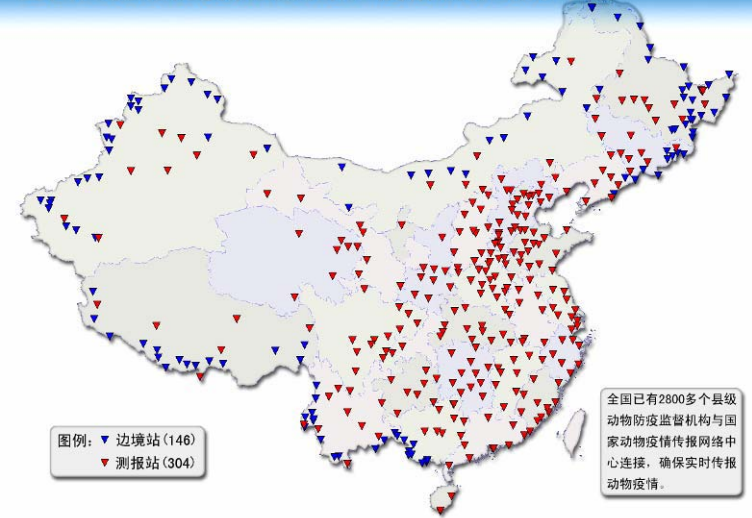 图例： 边境站(146)
测报站(304)
全国已有2800多个县级
动物防疫监督机构与国
家动物疫情传报网络中
心连接，确保实时传报
动物疫情。